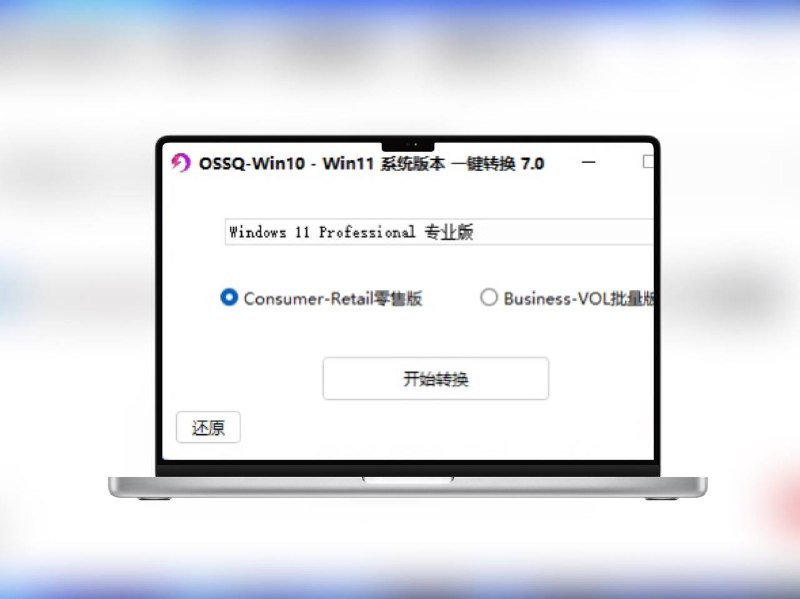 OSSQ-Win10 - Win11 系统版本 一键转换 7.0
Windows 11 Professional 专业版
Consumer-Retail零售版 Business-VOL批量版
开始转换
还原